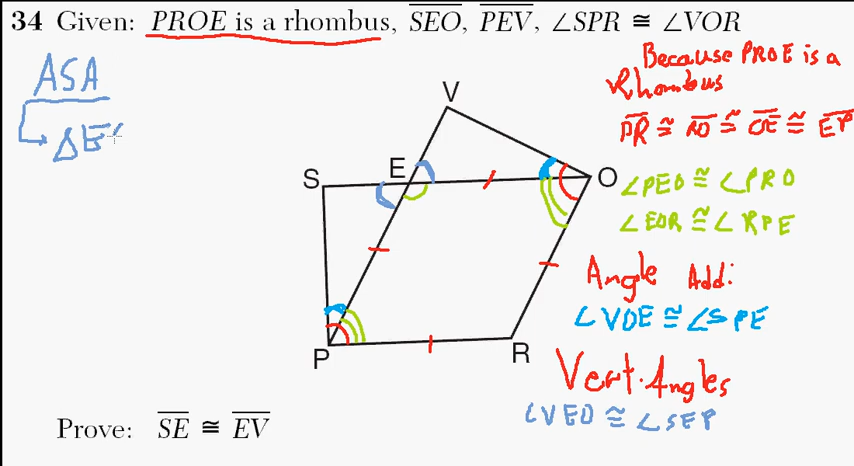 34 Given: PROE is a rhombus, SEO, PEV, ∠SPR ≅ ∠VOR
ASA
Because PROE is a
Rhombus
PR ≅ RO ≅ OE ≅ EP
V
S
E
O
∠PEO ≅ ∠PRO
∠EOR ≅ ∠RPE
Angle Add:
∠VOE ≅ ∠SPE
P
R
Vert. Angles
∠VEO ≅ ∠SEP
Prove: SE ≅ EV